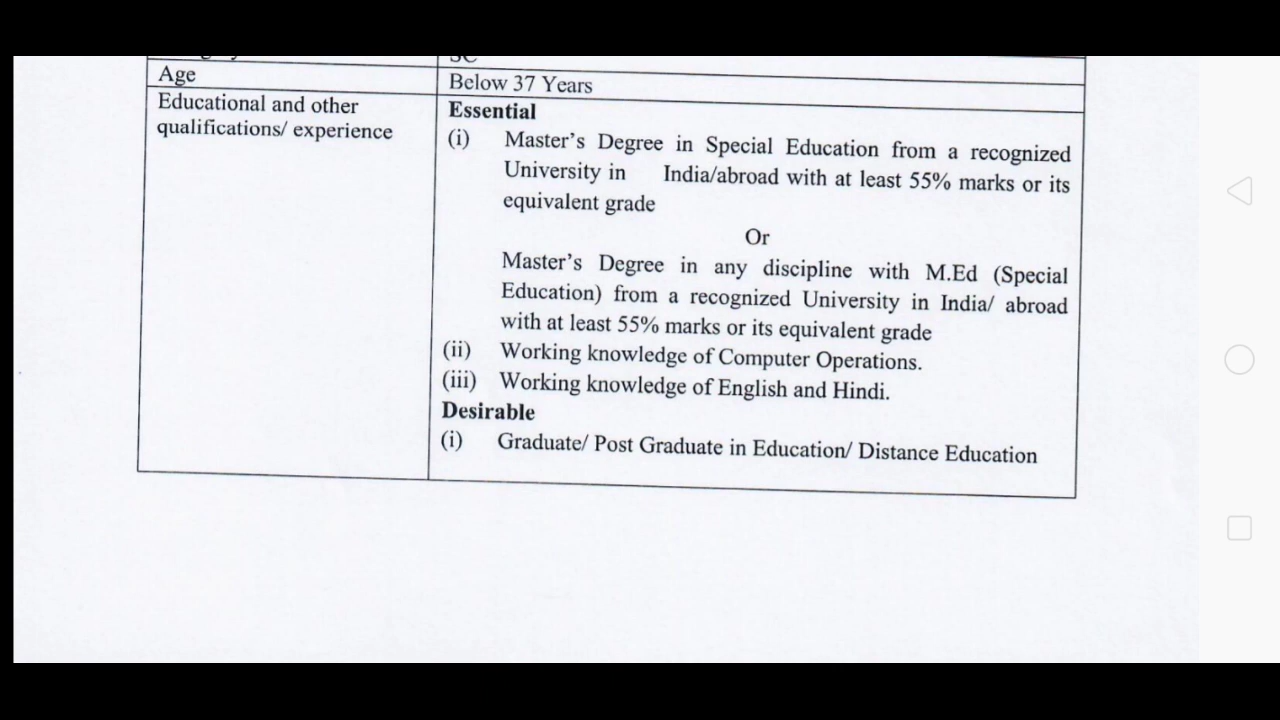 SC
Age
Below 37 Years
Educational and other
qualifications/ experience
Essential
(i) Master's Degree in Special Education from a recognized
University in India/abroad with at least 55% marks or its
equivalent grade
Or
Master's Degree in any discipline with M.Ed (Special
Education) from a recognized University in India/ abroad
with at least 55% marks or its equivalent grade
(ii) Working knowledge of Computer Operations.
(iii) Working knowledge of English and Hindi.
Desirable
(i) Graduate/ Post Graduate in Education/ Distance Education